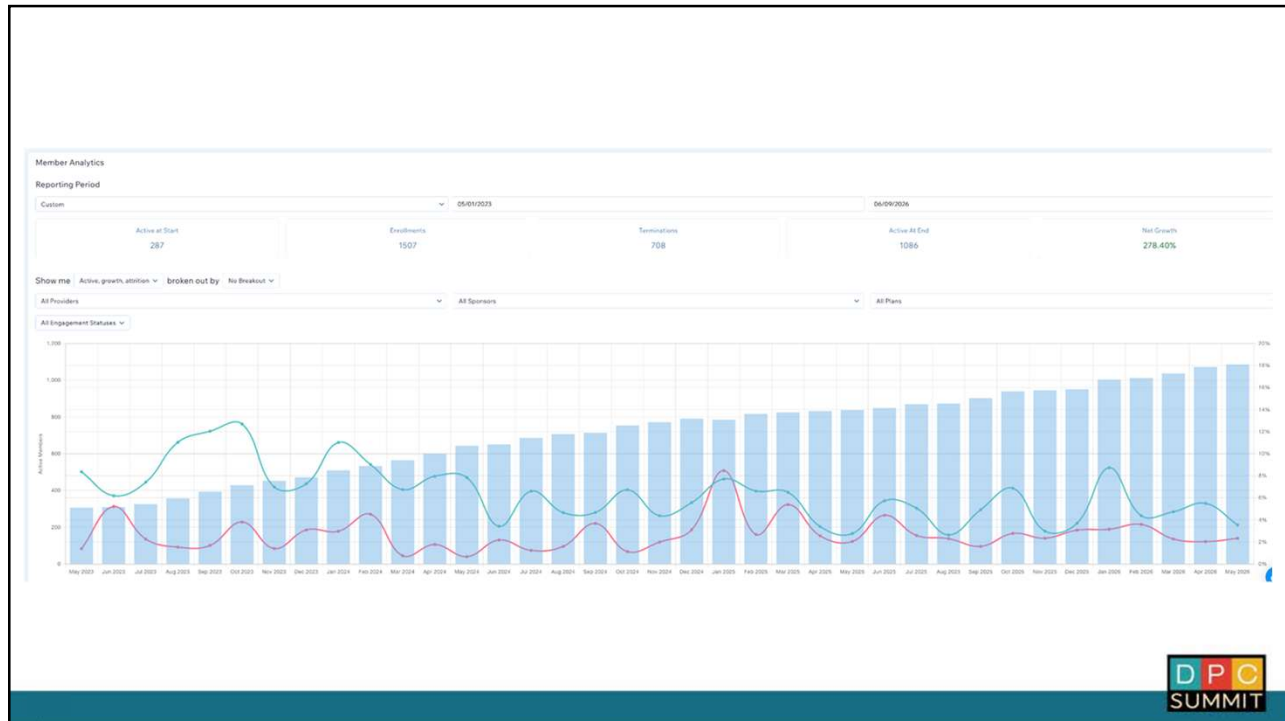 Member Analytics
Reporting Period
Custom 05/01/2023 06/09/2026
Active at Start Enrollments Terminations Active At End Net Growth
287 1507 708 1086 278.40%
Show me Active, growth, attrition broken out by No Breakout
All Providers All Sponsors All Plans
All Engagement Statuses
1,200 20%
18%
1,000 16%
800 14%
12%
Active Members
600 10%
8%
400 6%
200 4%
2%
0 0%
May 2023 Jun 2023 Jul 2023 Aug 2023 Sep 2023 Oct 2023 Nov 2023 Dec 2023 Jan 2024 Feb 2024 Mar 2024 Apr 2024 May 2024 Jun 2024 Jul 2024 Aug 2024 Sep 2024 Oct 2024 Nov 2024 Dec 2024 Jan 2025 Feb 2025 Mar 2025 Apr 2025 May 2025 Jun 2025 Jul 2025 Aug 2025 Sep 2025 Oct 2025 Nov 2025 Dec 2025 Jan 2026 Feb 2026 Mar 2026 Apr 2026 May 2026
DPC
SUMMIT